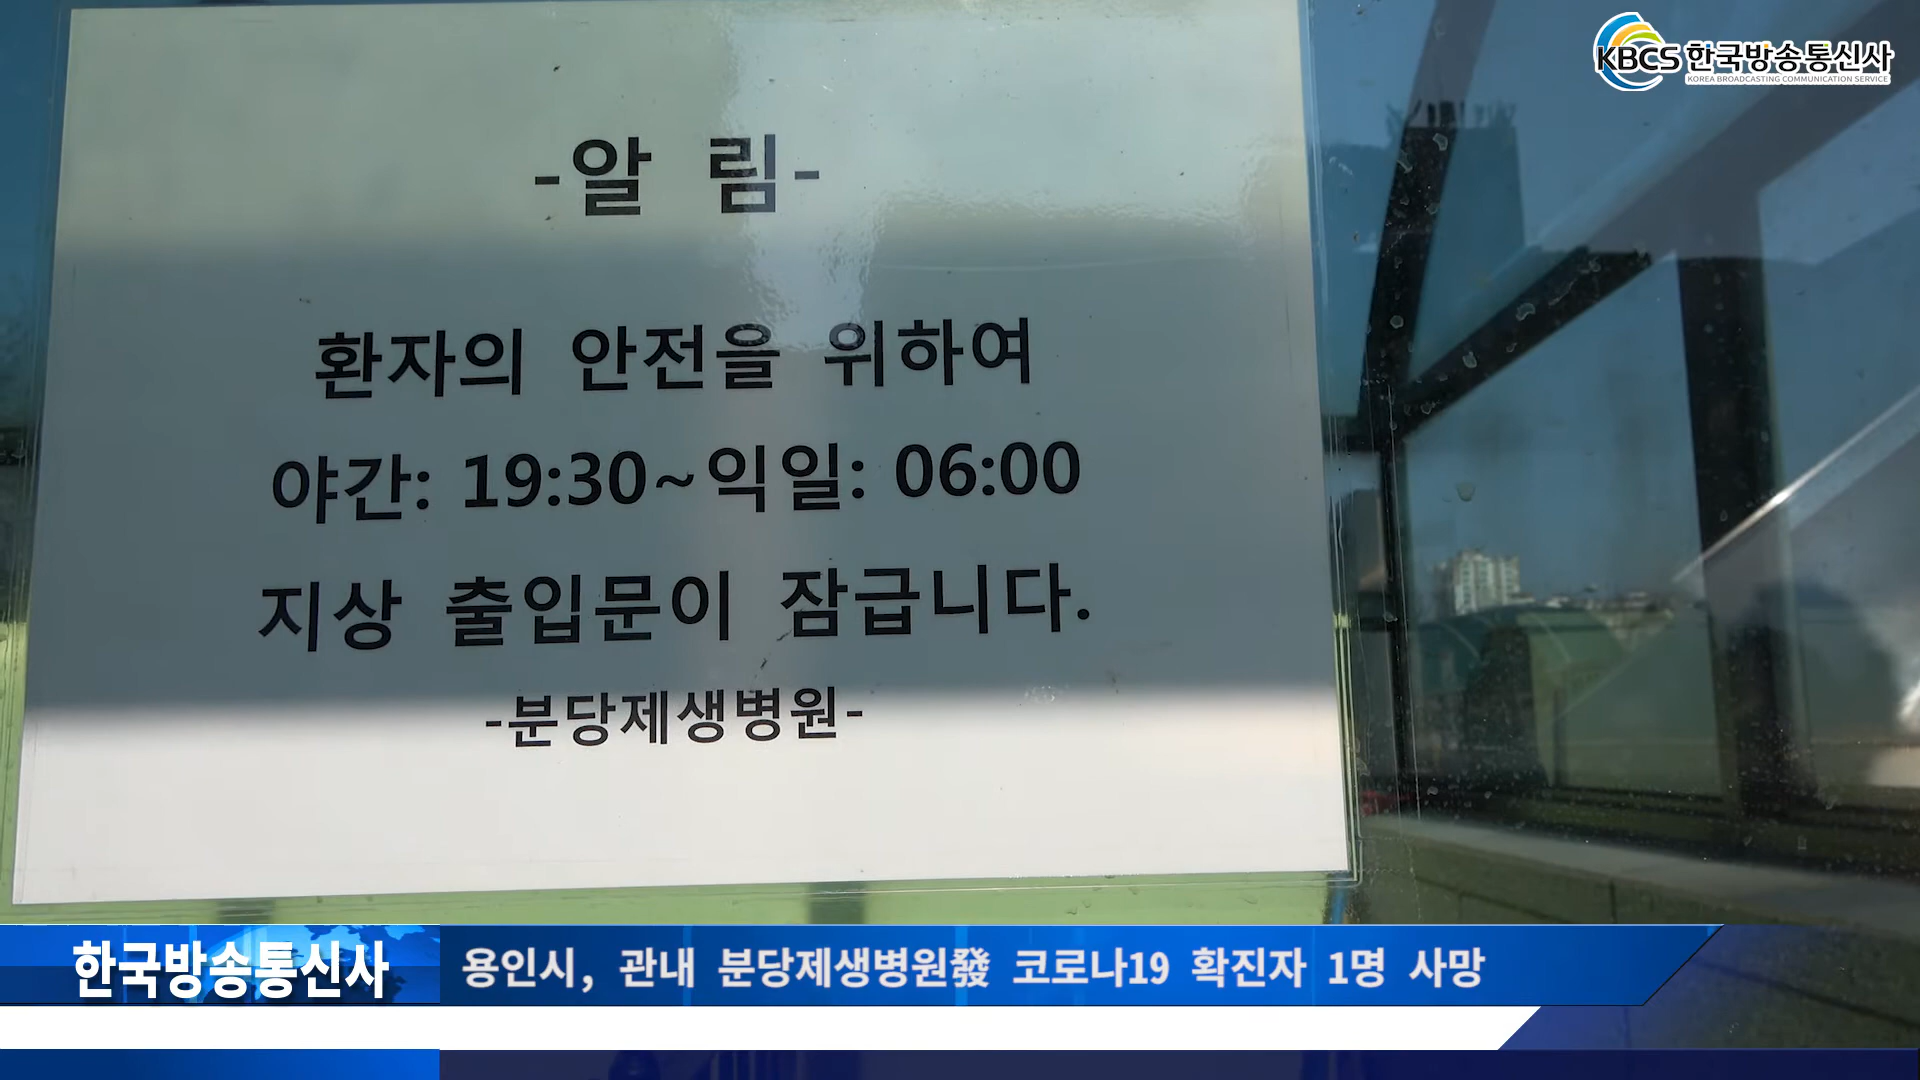 KBCS 한국방송통신사
KOREA BROADCASTING COMMUNICATION SERVICE
-알 림-
환자의 안전을 위하여
야간: 19:30~익일: 06:00
지상 출입문이 잠급니다.
-분당제생병원-
한국방송통신사
용인시, 관내 분당제생병원發 코로나19 확진자 1명 사망